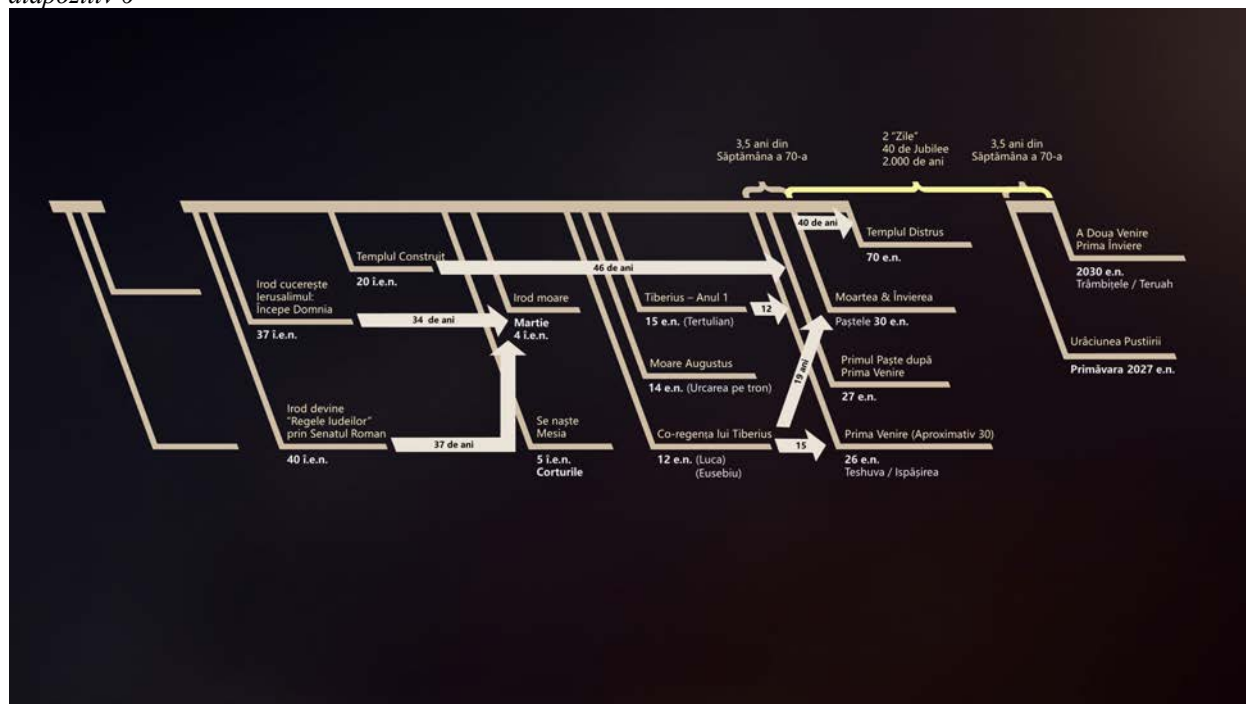 diapozitiv 6
3,5 ani din
Săptămâna a 70-a
2 "Zile"
40 de Jubilee
2.000 de ani
3,5 ani din
Săptămâna a 70-a
40 de ani
Templul Distrus
70 e.n.
A Doua Venire
Prima Înviere
2030 e.n.
Trâmbițele / Teruah
Templul Construit
20 î.e.n.
46 de ani
Irod cucerește
Ierusalimul:
Începe Domnia
37 î.e.n.
34 de ani
Irod moare
Martie
4 î.e.n.
Tiberius – Anul 1
15 e.n. (Tertulian)
12
Moartea & Învierea
Paștele 30 e.n.
Urăciunea Pustiirii
Primăvara 2027 e.n.
Moare Augustus
14 e.n. (Urcarea pe tron)
19 ani
Primul Paște după
Prima Venire
27 e.n.
Irod devine
"Regele Iudeilor"
prin Senatul Roman
40 î.e.n.
37 de ani
Se naște
Mesia
5 î.e.n.
Corturile
Co-regența lui Tiberius
12 e.n. (Luca)
(Eusebiu)
15
Prima Venire (Aproximativ 30)
26 e.n.
Teshuva / Ispășirea